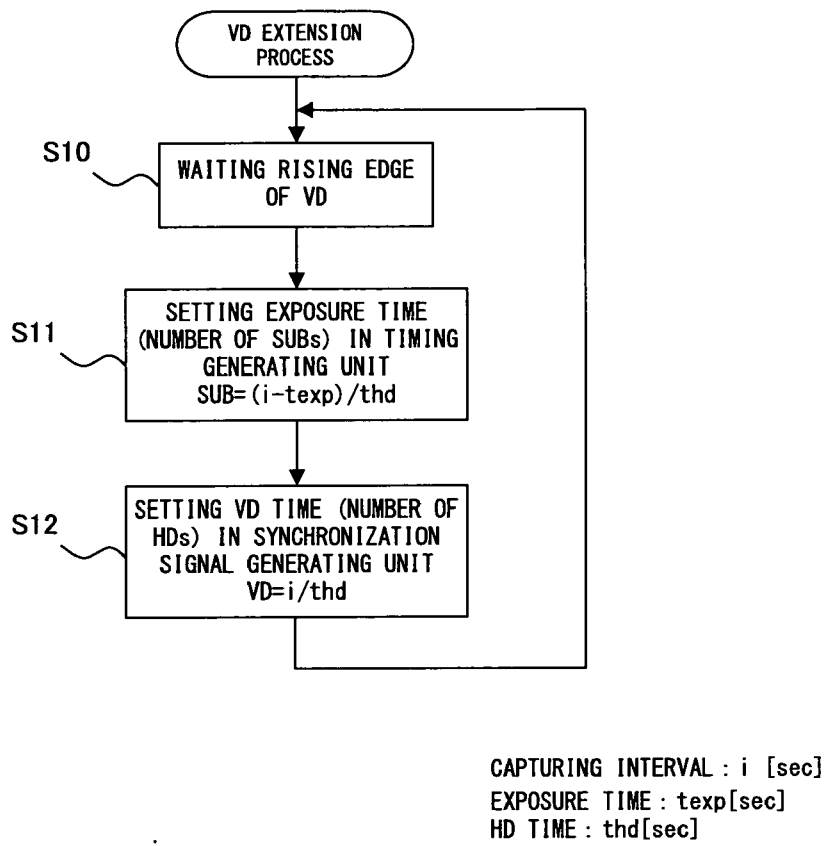 VD EXTENSION
PROCESS
S10
WAITING RISING EDGE
OF VD
S11
SETTING EXPOSURE TIME
(NUMBER OF SUBs) IN TIMING
GENERATING UNIT
SUB=(i-texp)/thd
S12
SETTING VD TIME (NUMBER OF
HDs) IN SYNCHRONIZATION
SIGNAL GENERATING UNIT
VD=i/thd
CAPTURING INTERVAL : i [sec]
EXPOSURE TIME : texp[sec]
HD TIME : thd[sec]